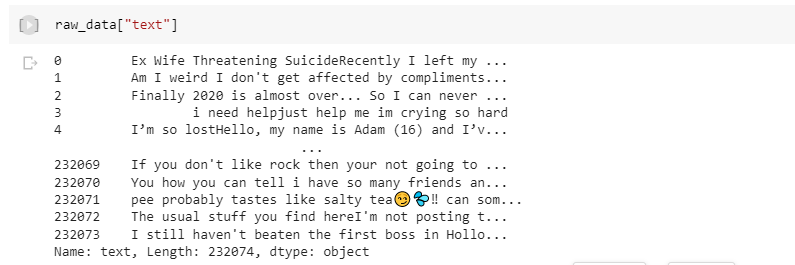 raw_data["text"]
0 Ex Wife Threatening SuicideRecently I left my ...
1 Am I weird I don't get affected by compliments...
2 Finally 2020 is almost over... So I can never ...
3 i need helpjust help me im crying so hard
4 I’m so lostHello, my name is Adam (16) and I’v...
...
232069 If you don't like rock then your not going to ...
232070 You how you can tell i have so many friends an...
232071 pee probably tastes like salty tea😏💦‼ can som...
232072 The usual stuff you find hereI'm not posting t...
232073 I still haven't beaten the first boss in Hollo...
Name: text, Length: 232074, dtype: object